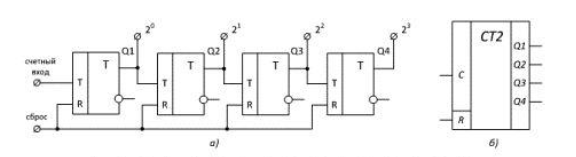 2⁰ 2¹ 2² 2³
Q1 Q2 Q3 Q4
T T T T
счетный
вход
T T T T
R R R R
сброс
а)
CT2
Q1
Q2
C
Q3
Q4
R
б)